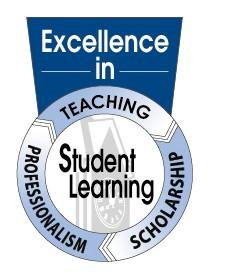 Excellence
in
TEACHING
Student
Learning
PROFESSIONALISM
SCHOLARSHIP